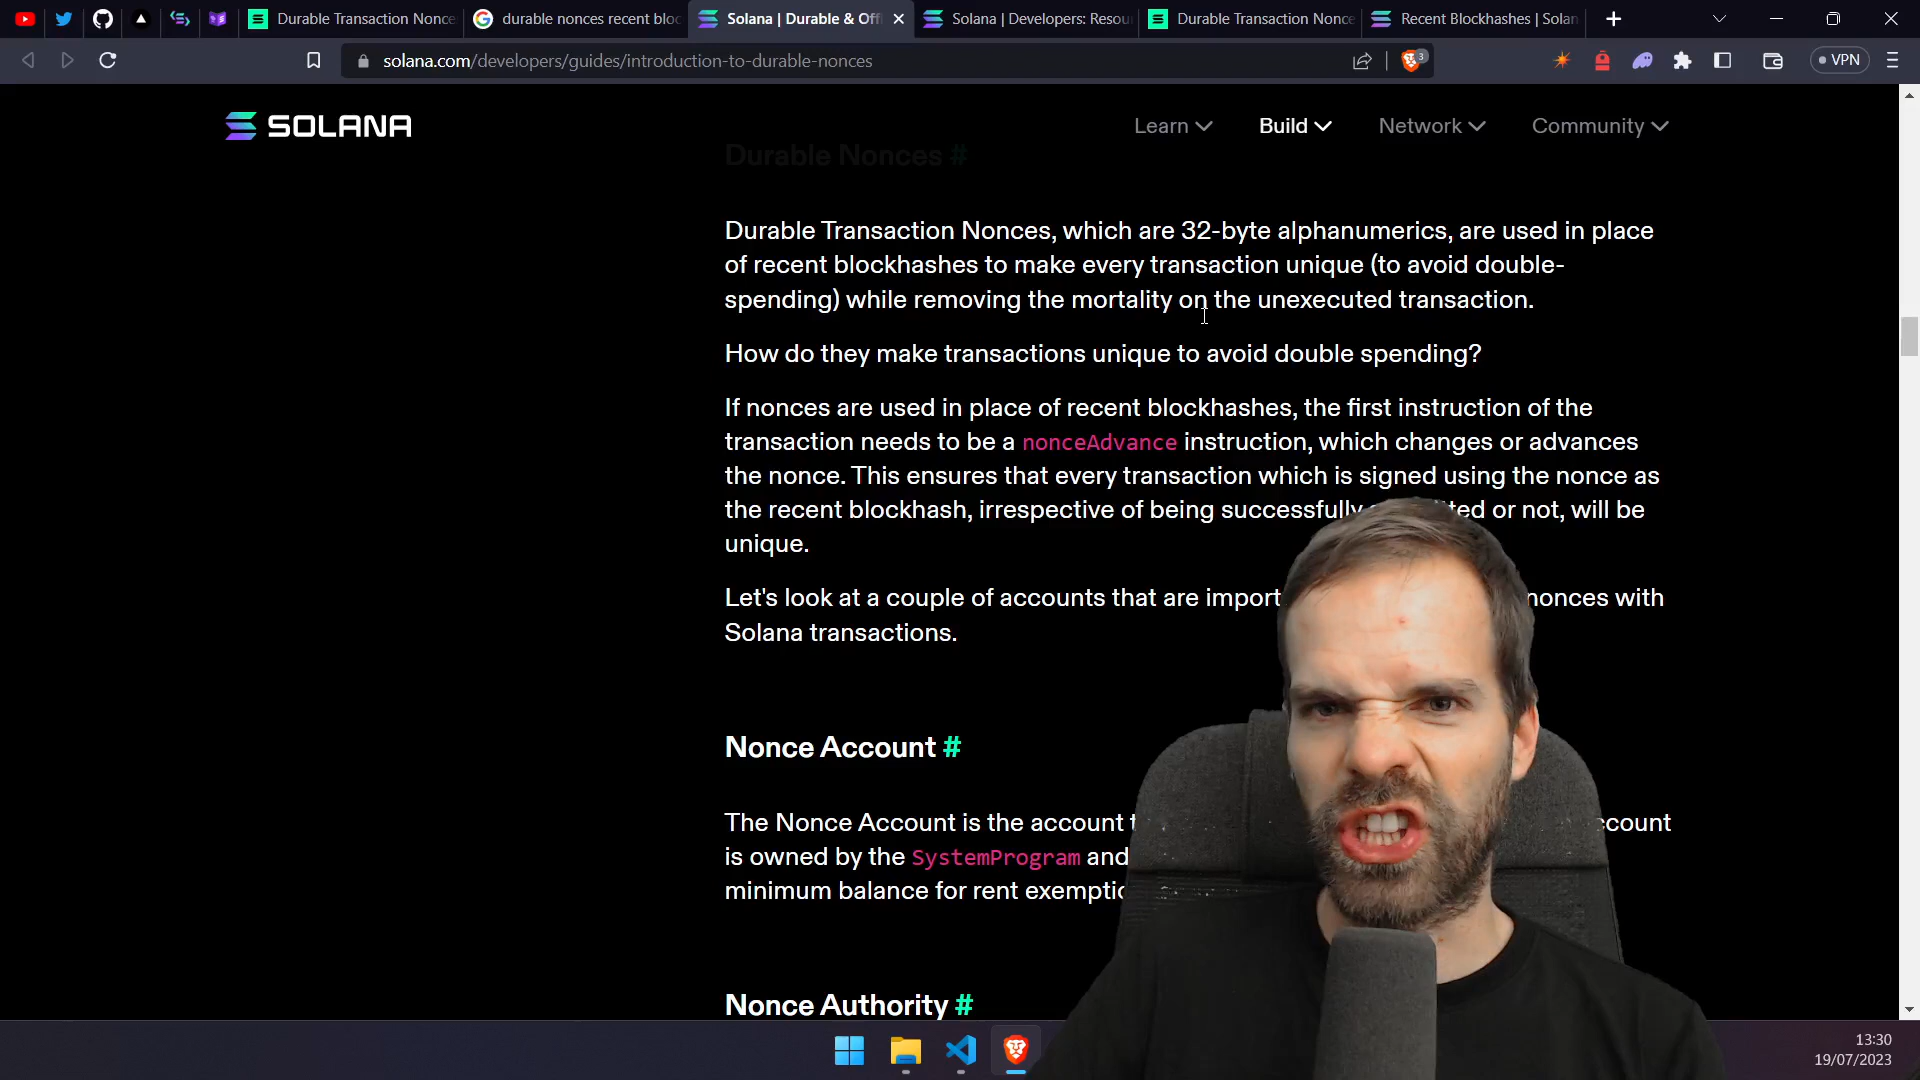 Durable Transaction Nonce
durable nonces recent bloc
Solana | Durable & Off
Solana | Developers: Resour
Durable Transaction Nonce
Recent Blockhashes | Solan
solana.com/developers/guides/introduction-to-durable-nonces
3
VPN
SOLANA
Learn
Build
Network
Community
Durable Nonces #
Durable Transaction Nonces, which are 32-byte alphanumerics, are used in place
of recent blockhashes to make every transaction unique (to avoid double-
spending) while removing the mortality on the unexecuted transaction.
How do they make transactions unique to avoid double spending?
If nonces are used in place of recent blockhashes, the first instruction of the
transaction needs to be a nonceAdvance instruction, which changes or advances
the nonce. This ensures that every transaction which is signed using the nonce as
the recent blockhash, irrespective of being successfully or not, will be
unique.
Let's look at a couple of accounts that are import nonces with
Solana transactions.
Nonce Account #
The Nonce Account is the account t ccount
is owned by the SystemProgram and
minimum balance for rent exemptio
Nonce Authority #
13:30
19/07/2023